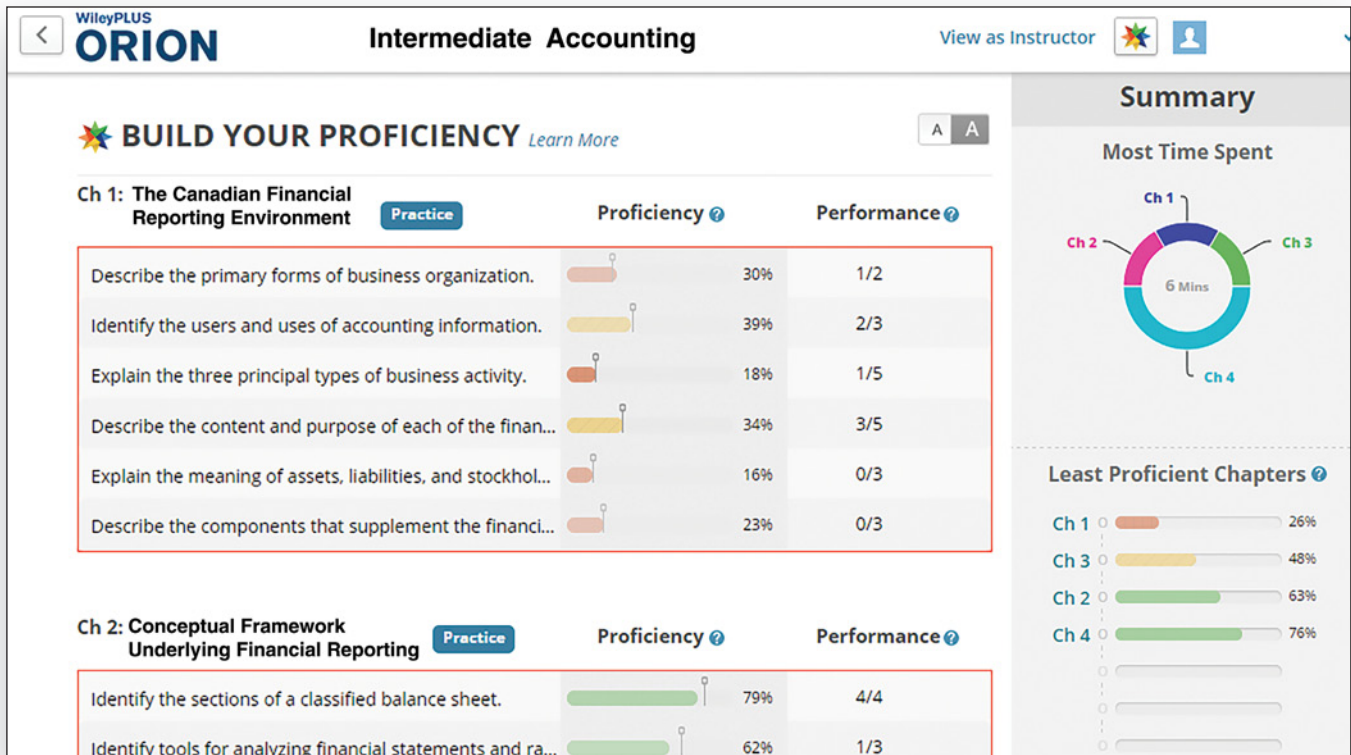 WileyPLUS
ORION
Intermediate Accounting
View as Instructor
BUILD YOUR PROFICIENCY Learn More
A A
Ch 1: The Canadian Financial
Reporting Environment
Practice
Proficiency ?
Performance ?
Describe the primary forms of business organization. 30% 1/2
Identify the users and uses of accounting information. 39% 2/3
Explain the three principal types of business activity. 18% 1/5
Describe the content and purpose of each of the finan... 34% 3/5
Explain the meaning of assets, liabilities, and stockhol... 16% 0/3
Describe the components that supplement the financi... 23% 0/3
Ch 2: Conceptual Framework
Underlying Financial Reporting
Practice
Proficiency ?
Performance ?
Identify the sections of a classified balance sheet. 79% 4/4
Identify tools for analyzing financial statements and ra... 62% 1/3
Summary
Most Time Spent
Ch 1
Ch 2
Ch 3
6 Mins
Ch 4
Least Proficient Chapters ?
Ch 1 26%
Ch 3 48%
Ch 2 63%
Ch 4 76%